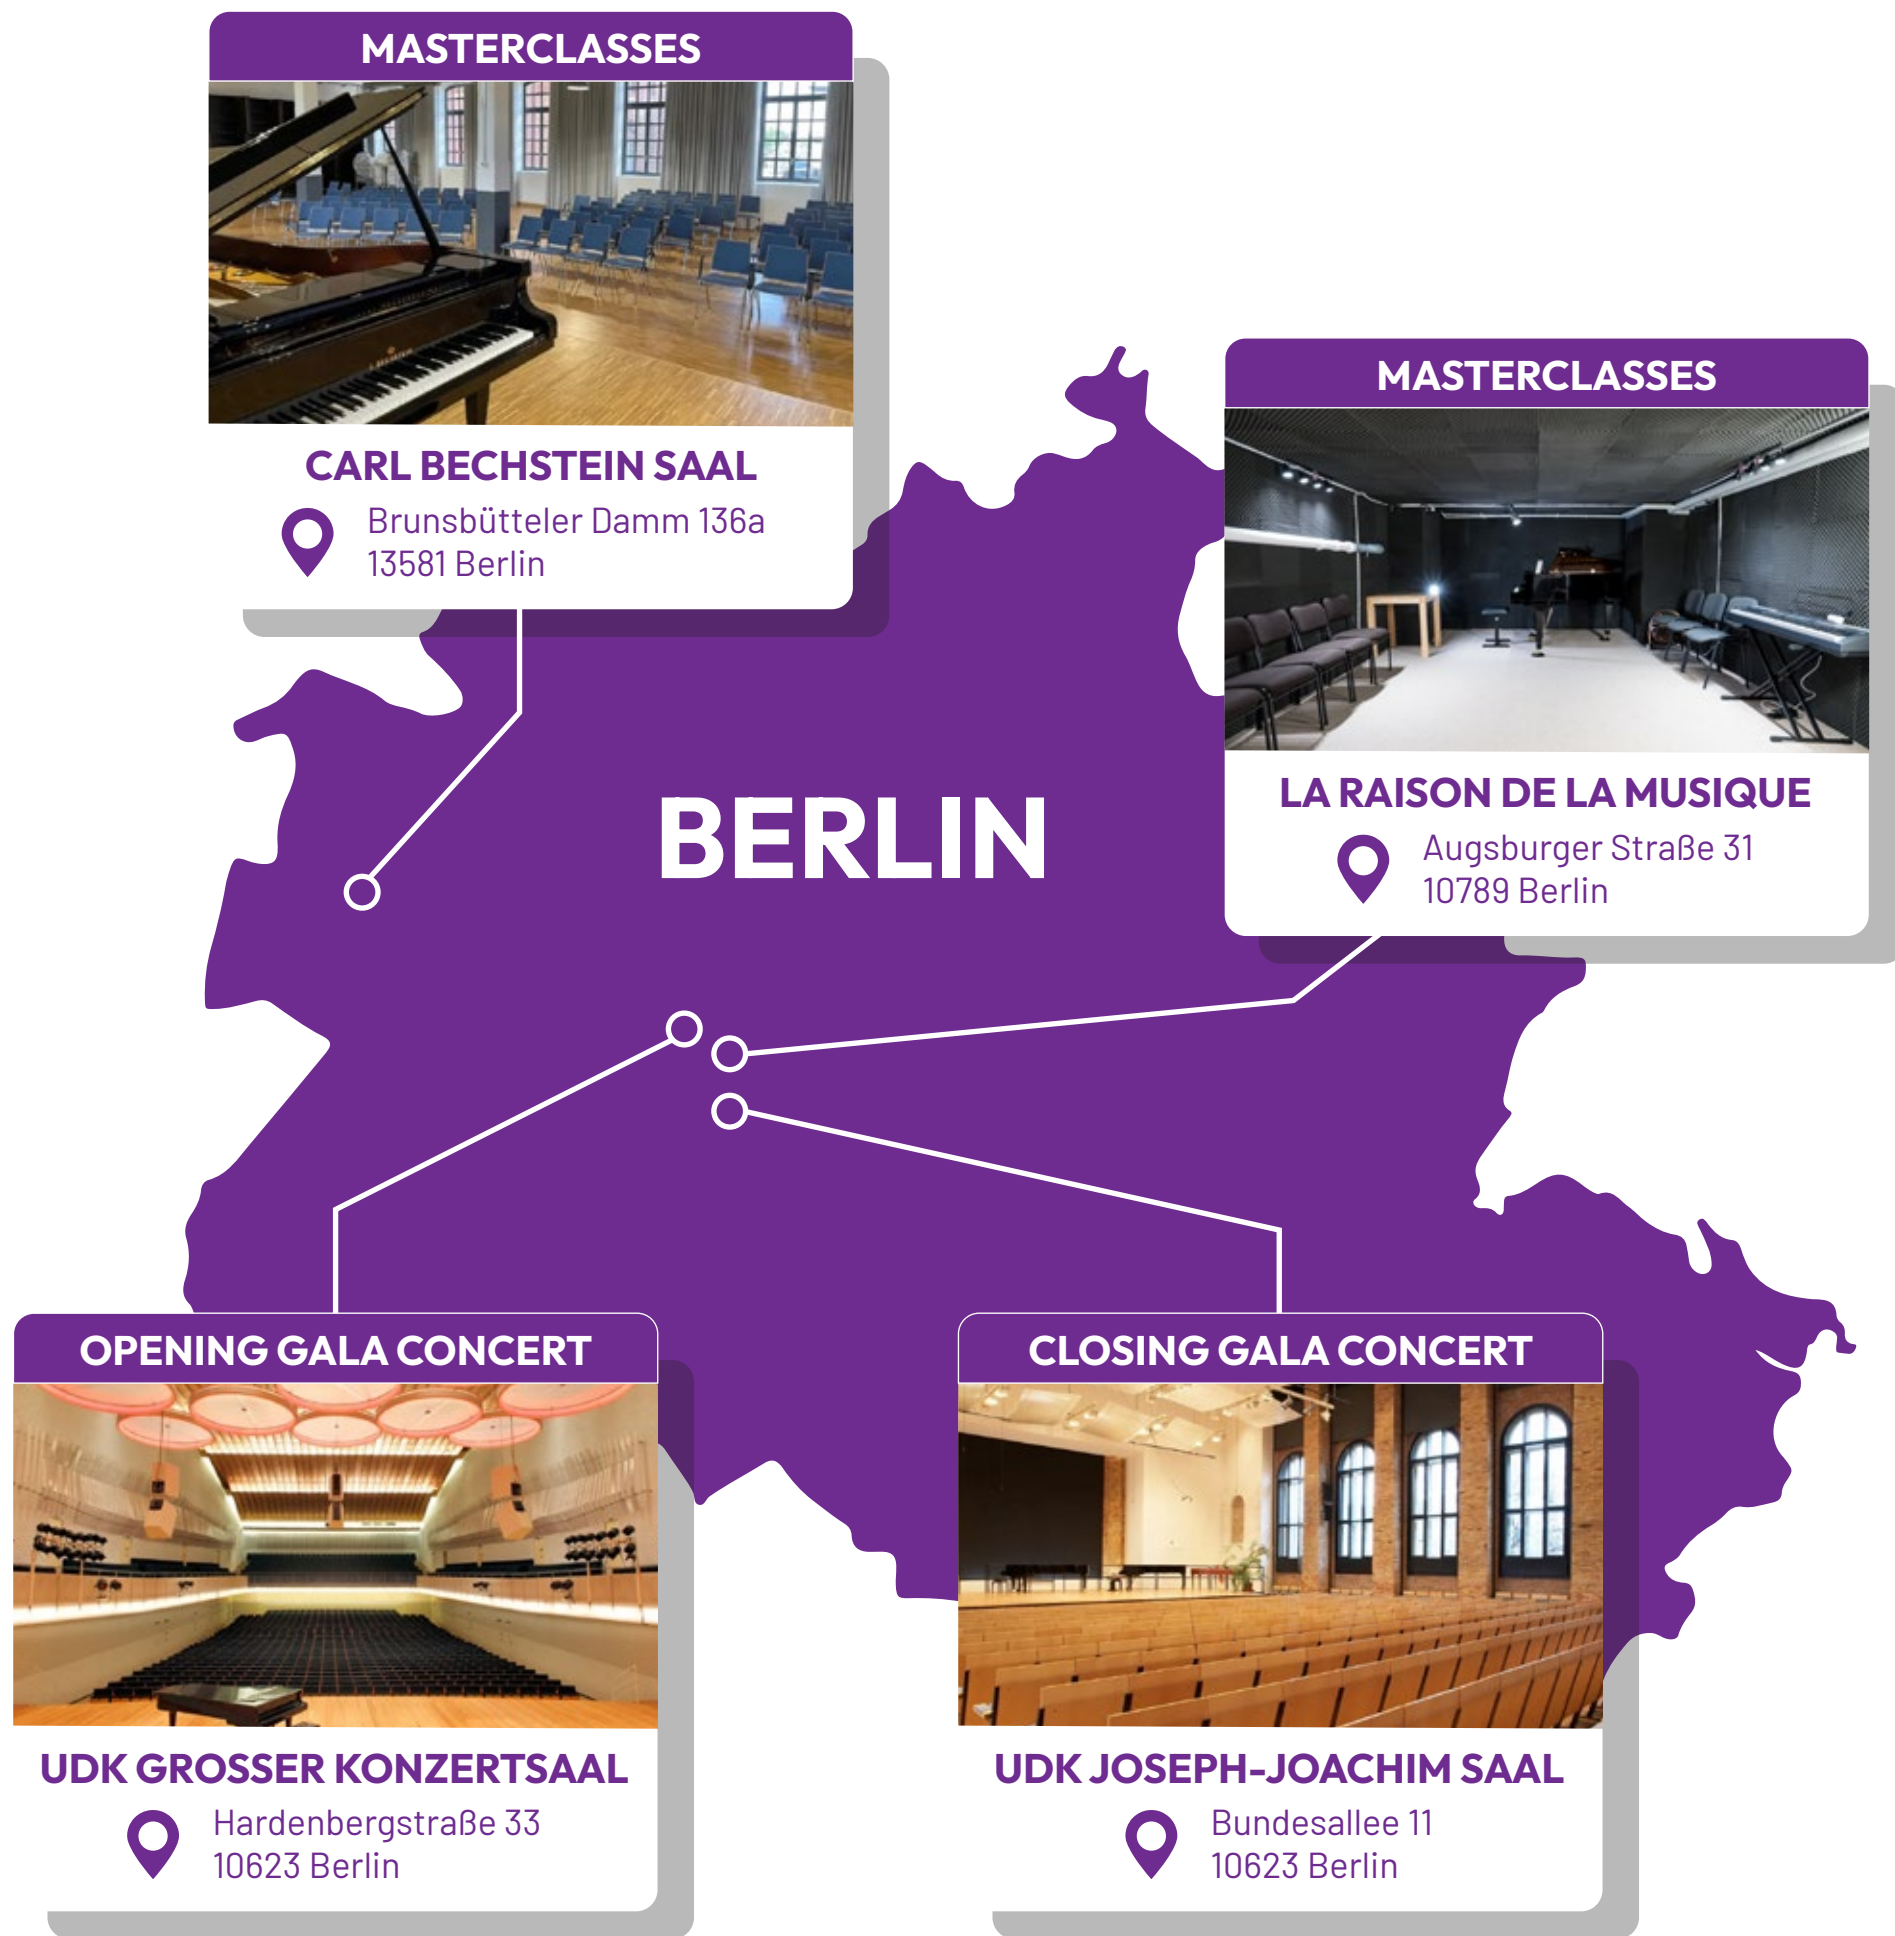 MASTERCLASSES
CARL BECHSTEIN SAAL
Brunsbütteler Damm 136a
13581 Berlin
MASTERCLASSES
LA RAISON DE LA MUSIQUE
Augsburger Straße 31
10789 Berlin
BERLIN
OPENING GALA CONCERT
UDK GROSSER KONZERTSAAL
Hardenbergstraße 33
10623 Berlin
CLOSING GALA CONCERT
UDK JOSEPH-JOACHIM SAAL
Bundesallee 11
10623 Berlin